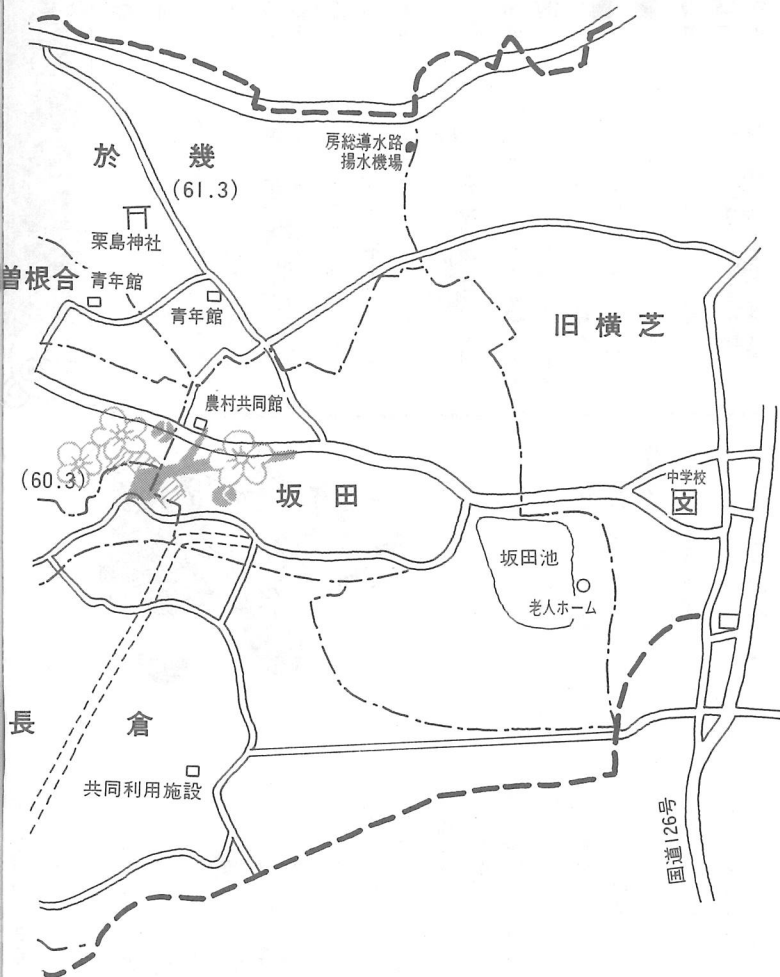 房総導水路
揚水機場
於幾
(61.3)
栗島神社
曽根合
青年館
青年館
旧横芝
農村共同館
(60.3)
坂田
中学校
文
坂田池
老人ホーム
長倉
共同利用施設
国道126号